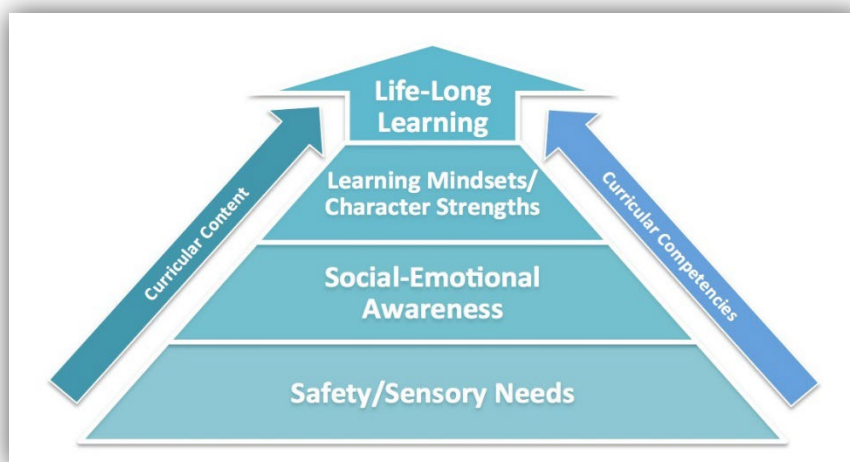 Life-Long
Learning
Learning Mindsets/
Character Strengths
Social-Emotional
Awareness
Safety/Sensory Needs
Curricular Content
Curricular Competencies